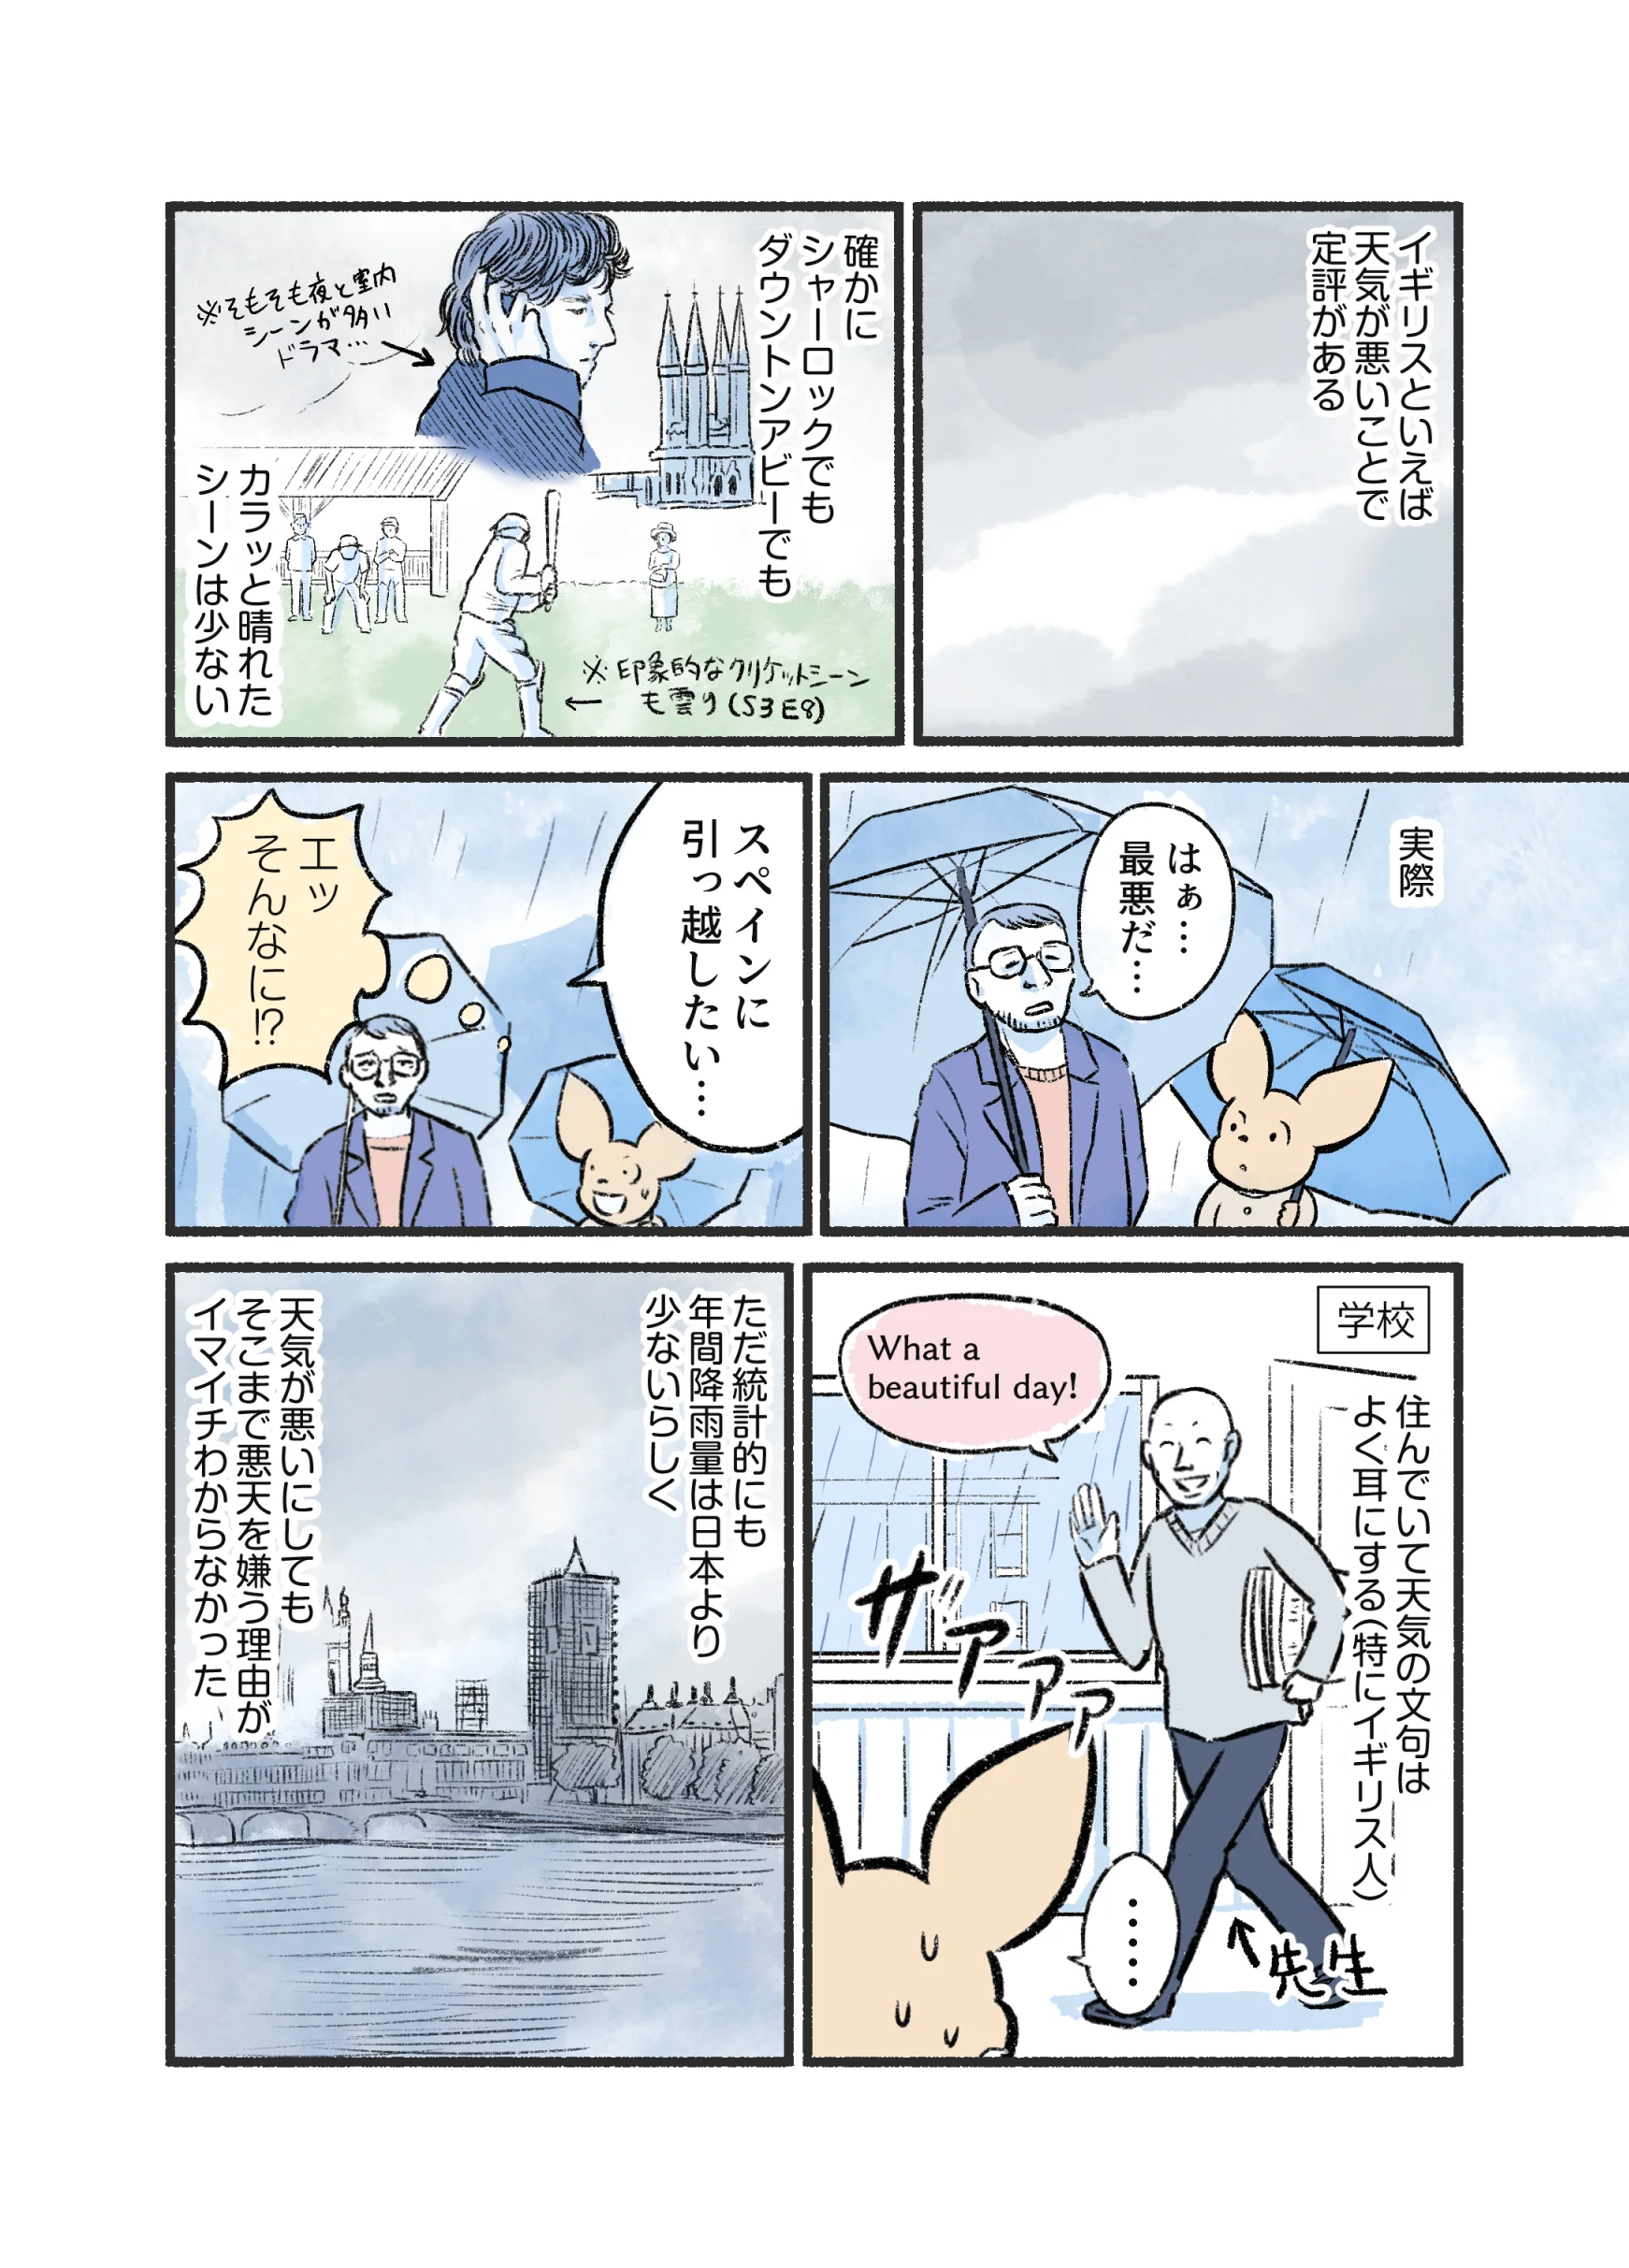 イギリスといえば
天気が悪いことで
定評がある
確かに
シャーロックでも
ダウントンアビーでも
※そもそも夜と室内
シーンが多い
ドラマ…
カラッと晴れた
シーンは少ない
※印象的なクリケットシーン
も曇り(S3E8)
実際
はぁ…
最悪だ…
スペインに
引っ越したい…
エッ
そんなに!?
学校
住んでいて天気の文句は
よく耳にする(特にイギリス人)
What a
beautiful day!
ザアアア
……
先生
ただ統計的にも
年間降雨量は日本より
少ないらしく
天気が悪いにしても
そこまで悪天を嫌う理由が
イマイチわからなかった